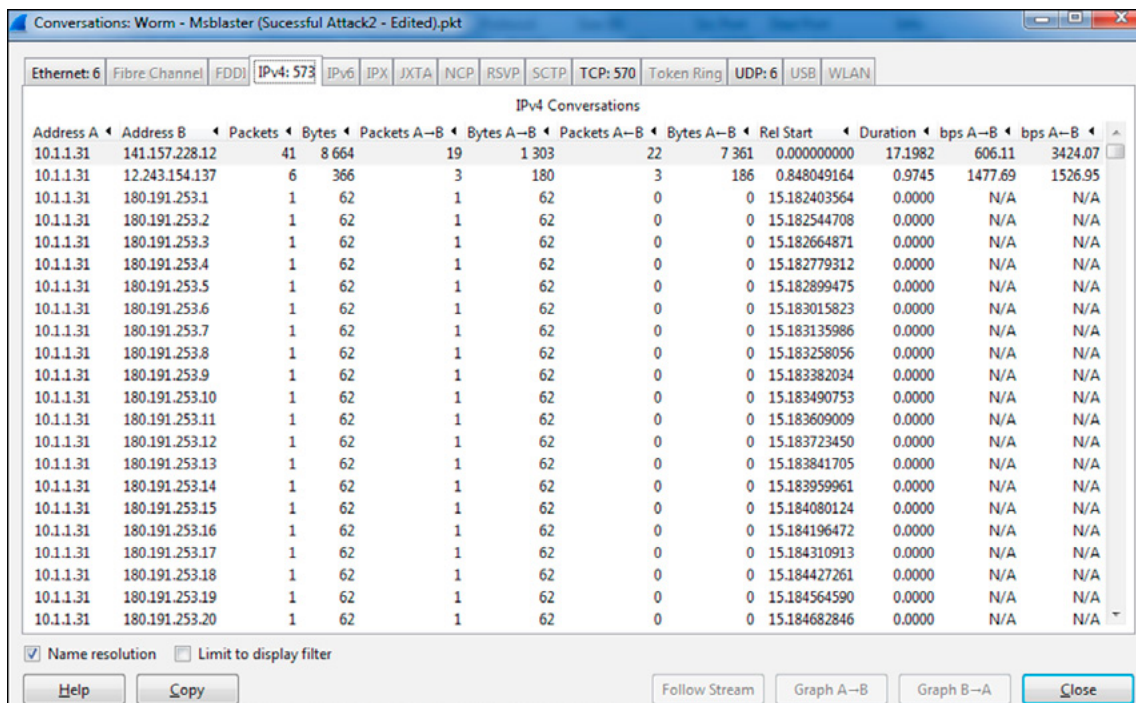 Conversations: Worm - Msblaster (Sucessful Attack2 - Edited).pkt
Ethernet: 6 Fibre Channel FDDI IPv4: 573 IPv6 IPX JXTA NCP RSVP SCTP TCP: 570 Token Ring UDP: 6 USB WLAN
IPv4 Conversations
Address A Address B Packets Bytes Packets A→B Bytes A→B Packets A←B Bytes A←B Rel Start Duration bps A→B bps A←B
10.1.1.31 141.157.228.12 41 8 664 19 1 303 22 7 361 0.000000000 17.1982 606.11 3424.07
10.1.1.31 12.243.154.137 6 366 3 180 3 186 0.848049164 0.9745 1477.69 1526.95
10.1.1.31 180.191.253.1 1 62 1 62 0 0 15.182403564 0.0000 N/A N/A
10.1.1.31 180.191.253.2 1 62 1 62 0 0 15.182544708 0.0000 N/A N/A
10.1.1.31 180.191.253.3 1 62 1 62 0 0 15.182664871 0.0000 N/A N/A
10.1.1.31 180.191.253.4 1 62 1 62 0 0 15.182779312 0.0000 N/A N/A
10.1.1.31 180.191.253.5 1 62 1 62 0 0 15.182899475 0.0000 N/A N/A
10.1.1.31 180.191.253.6 1 62 1 62 0 0 15.183015823 0.0000 N/A N/A
10.1.1.31 180.191.253.7 1 62 1 62 0 0 15.183135986 0.0000 N/A N/A
10.1.1.31 180.191.253.8 1 62 1 62 0 0 15.183258056 0.0000 N/A N/A
10.1.1.31 180.191.253.9 1 62 1 62 0 0 15.183382034 0.0000 N/A N/A
10.1.1.31 180.191.253.10 1 62 1 62 0 0 15.183490753 0.0000 N/A N/A
10.1.1.31 180.191.253.11 1 62 1 62 0 0 15.183609009 0.0000 N/A N/A
10.1.1.31 180.191.253.12 1 62 1 62 0 0 15.183723450 0.0000 N/A N/A
10.1.1.31 180.191.253.13 1 62 1 62 0 0 15.183841705 0.0000 N/A N/A
10.1.1.31 180.191.253.14 1 62 1 62 0 0 15.183959961 0.0000 N/A N/A
10.1.1.31 180.191.253.15 1 62 1 62 0 0 15.184080124 0.0000 N/A N/A
10.1.1.31 180.191.253.16 1 62 1 62 0 0 15.184196472 0.0000 N/A N/A
10.1.1.31 180.191.253.17 1 62 1 62 0 0 15.184310913 0.0000 N/A N/A
10.1.1.31 180.191.253.18 1 62 1 62 0 0 15.184427261 0.0000 N/A N/A
10.1.1.31 180.191.253.19 1 62 1 62 0 0 15.184564590 0.0000 N/A N/A
10.1.1.31 180.191.253.20 1 62 1 62 0 0 15.184682846 0.0000 N/A N/A
Name resolution Limit to display filter
Help Copy Follow Stream Graph A→B Graph B→A Close